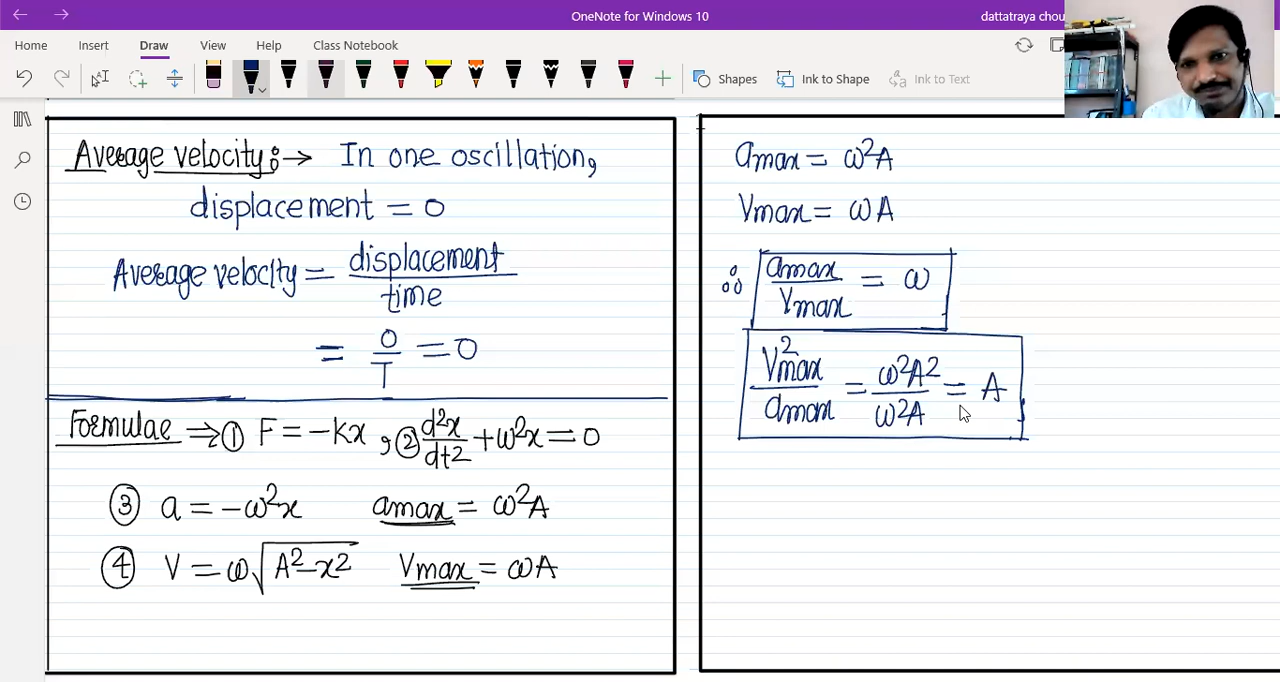 OneNote for Windows 10
dattatraya chou
Home Insert Draw View Help Class Notebook
Shapes Ink to Shape Ink to Text
Average velocity:→ In one oscillation,
displacement = 0
Average velocity = displacement/time
= 0/T = 0
Formulae ⇒ ① F = -kx , ② d²x/dt² + ω²x = 0
③ a = -ω²x amax = ω²A
④ V = ω√(A²-x²) Vmax = ωA
amax = ω²A
Vmax = ωA
∴ amax/Vmax = ω
V²max/amax = ω²A²/ω²A = A